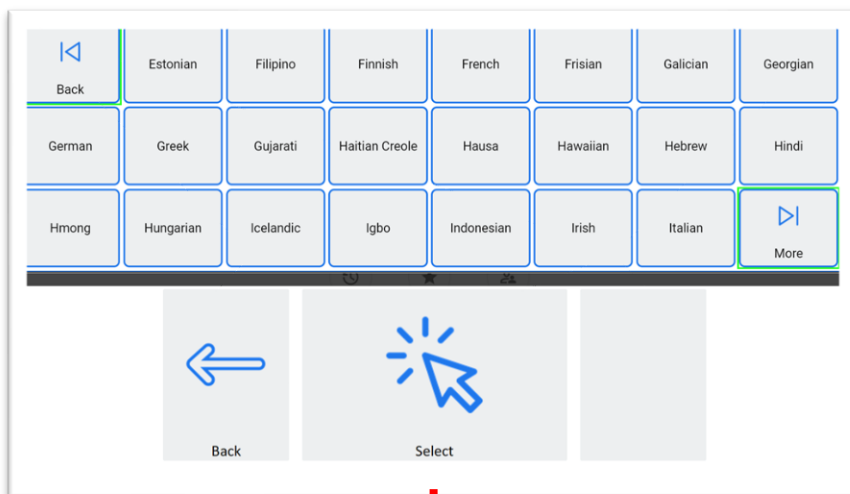 Back
Estonian
Filipino
Finnish
French
Frisian
Galician
Georgian
German
Greek
Gujarati
Haitian Creole
Hausa
Hawaiian
Hebrew
Hindi
Hmong
Hungarian
Icelandic
Igbo
Indonesian
Irish
Italian
More
Back
Select